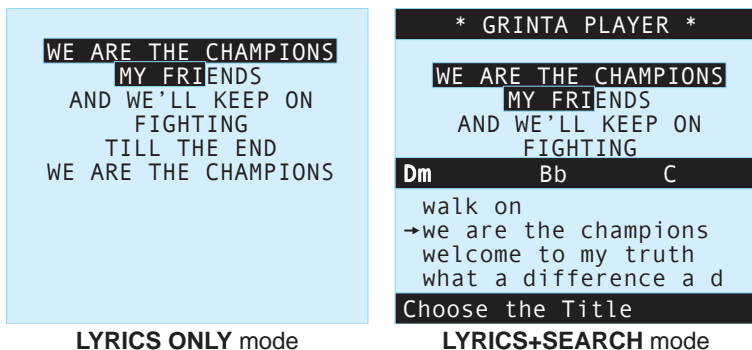 WE ARE THE CHAMPIONS
MY FRIENDS
AND WE'LL KEEP ON
FIGHTING
TILL THE END
WE ARE THE CHAMPIONS
LYRICS ONLY mode
* GRINTA PLAYER *
WE ARE THE CHAMPIONS
MY FRIENDS
AND WE'LL KEEP ON
FIGHTING
Dm Bb C
walk on
→we are the champions
welcome to my truth
what a difference a d
Choose the Title
LYRICS+SEARCH mode